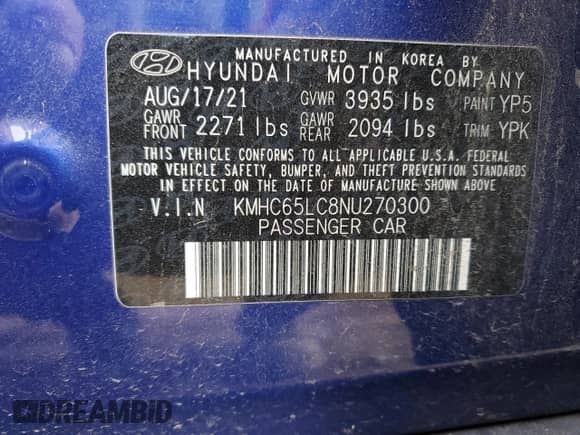 MANUFACTURED IN KOREA BY
HYUNDAI MOTOR COMPANY
AUG/17/21 GVWR 3935 lbs PAINT YP5
GAWR FRONT 2271 lbs GAWR REAR 2094 lbs TRIM YPK
THIS VEHICLE CONFORMS TO ALL APPLICABLE U.S.A. FEDERAL
MOTOR VEHICLE SAFETY, BUMPER, AND THEFT PREVENTION STANDARDS
IN EFFECT ON THE DATE OF MANUFACTURE SHOWN ABOVE
V.I.N KMHC65LC8NU270300
PASSENGER CAR
DREAMBID